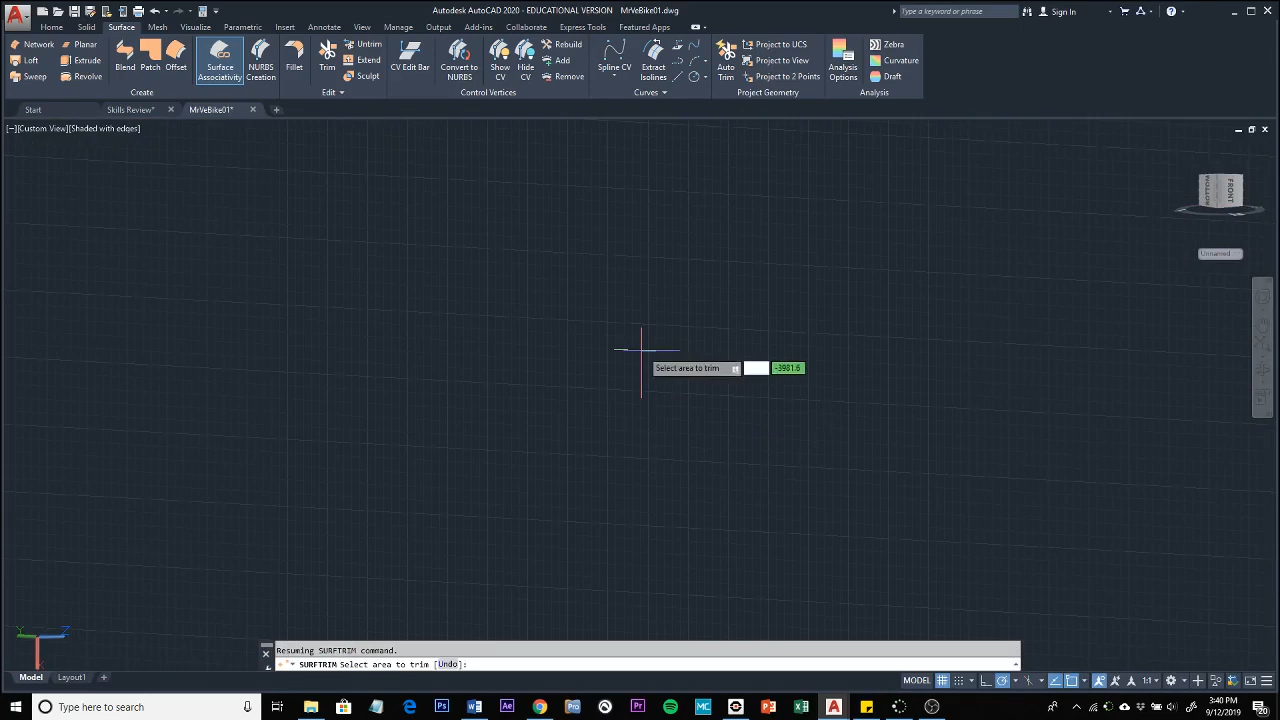 Autodesk AutoCAD 2020 - EDUCATIONAL VERSION MrVeBike01.dwg
Type a keyword or phrase
Sign In
Home Solid Surface Mesh Visualize Parametric Insert Annotate View Manage Output Add-ins Collaborate Express Tools Featured Apps
Network Planar
Loft Extrude
Sweep Revolve
Blend Patch Offset
Surface Associativity
NURBS Creation
Fillet
Trim
Untrim
Extend
Sculpt
CV Edit Bar
Convert to NURBS
Show CV
Hide CV
Rebuild
Add
Remove
Spline CV
Extract Isolines
Auto Trim
Project to UCS
Project to View
Project to 2 Points
Analysis Options
Zebra
Curvature
Draft
Create Edit Control Vertices Curves Project Geometry Analysis
Start Skills Review* MrVeBike01*
[−][Custom View][Shaded with edges]
BOTTOM FRONT
Unnamed
Select area to trim -3981.6
Y Z
X
Resuming SURFTRIM command.
SURFTRIM Select area to trim [Undo]:
Model Layout1 +
MODEL 1:1
Type here to search
3:40 PM
9/12/2019